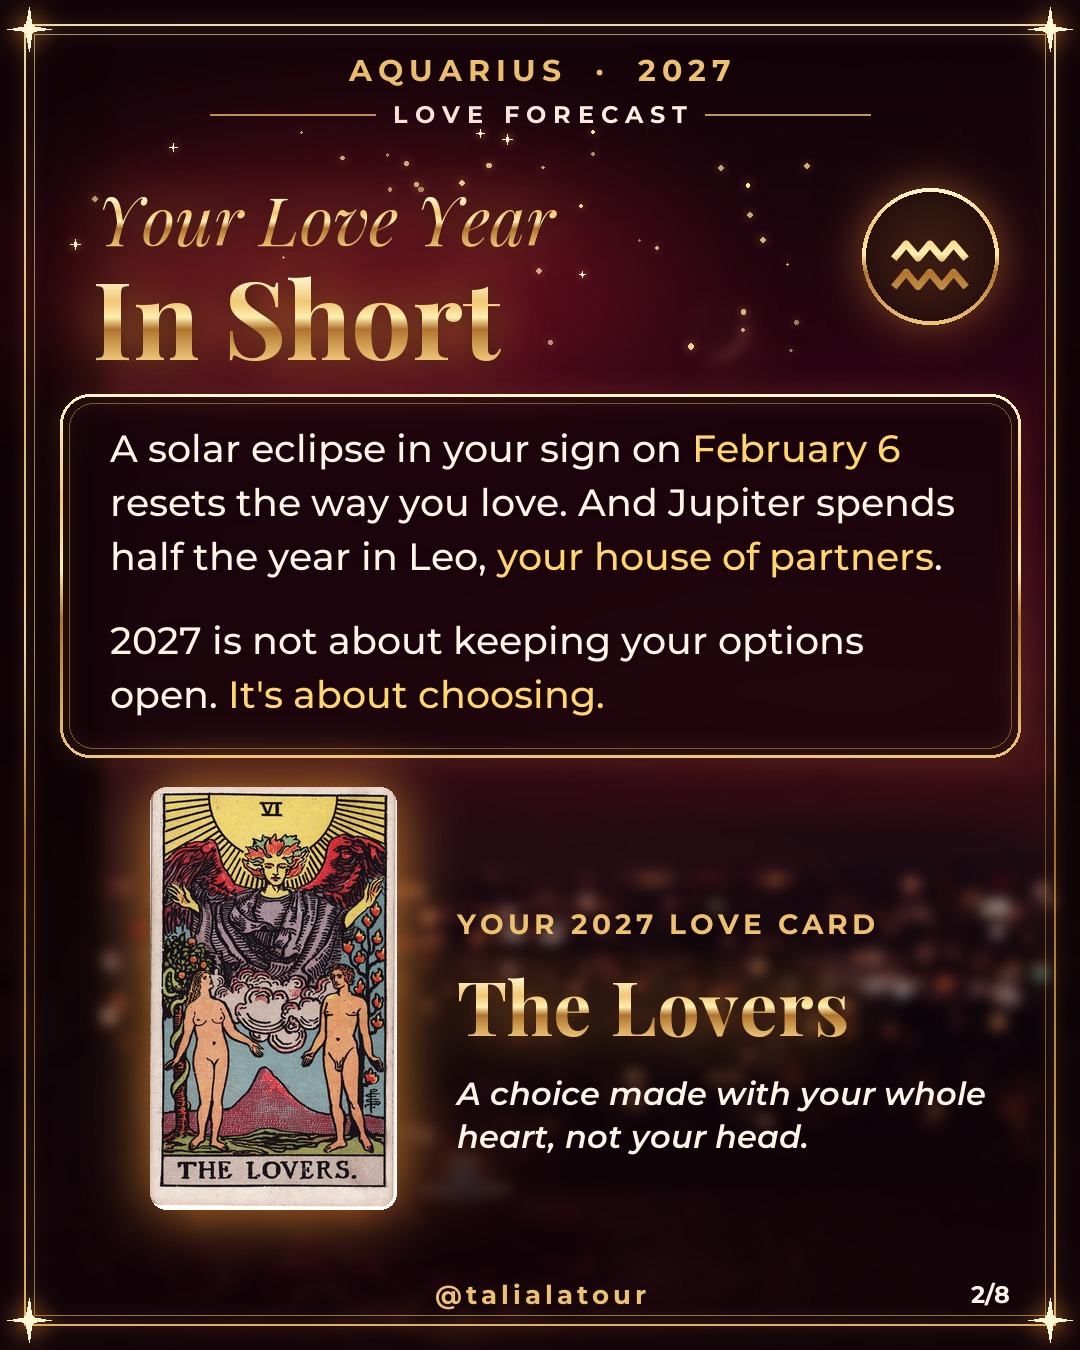 AQUARIUS · 2027
LOVE FORECAST
Your Love Year
In Short
A solar eclipse in your sign on February 6
resets the way you love. And Jupiter spends
half the year in Leo, your house of partners.
2027 is not about keeping your options
open. It's about choosing.
VI
THE LOVERS.
YOUR 2027 LOVE CARD
The Lovers
A choice made with your whole
heart, not your head.
@talialatour
2/8